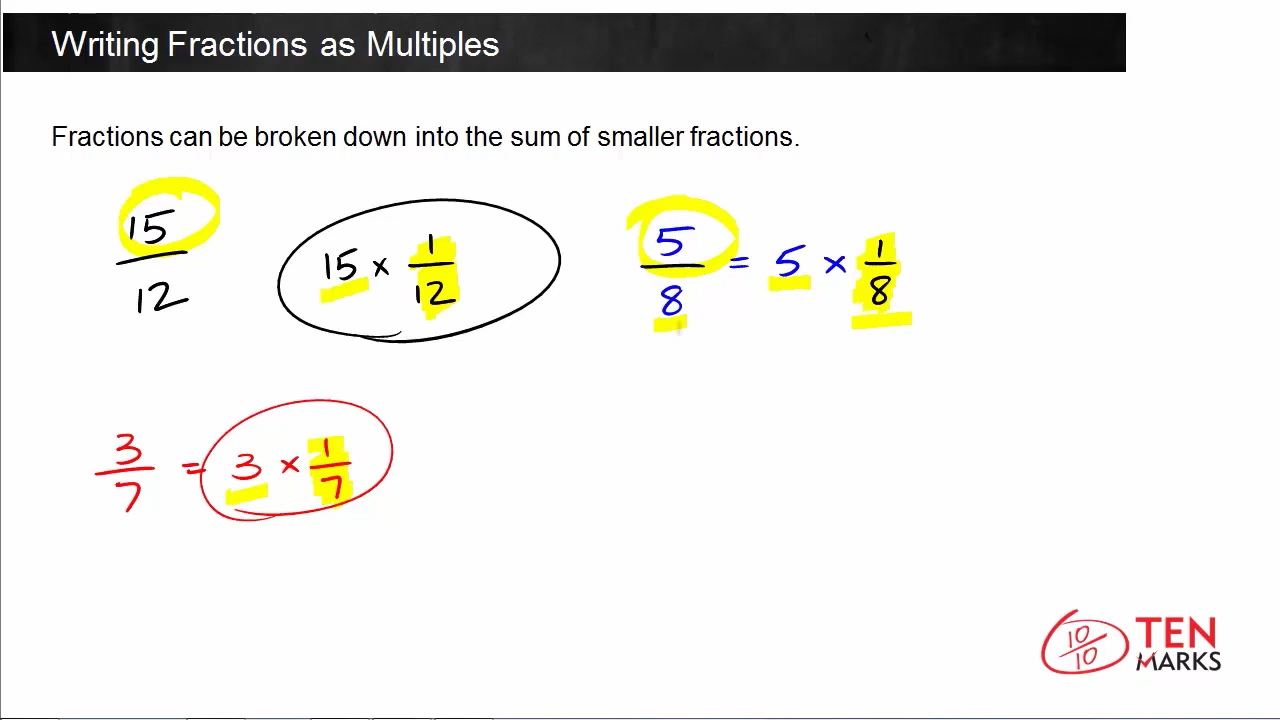 Writing Fractions as Multiples
Fractions can be broken down into the sum of smaller fractions.
15/12
15 × 1/12
5/8 = 5 × 1/8
3/7 = 3 × 1/7
10/10
TEN
MARKS